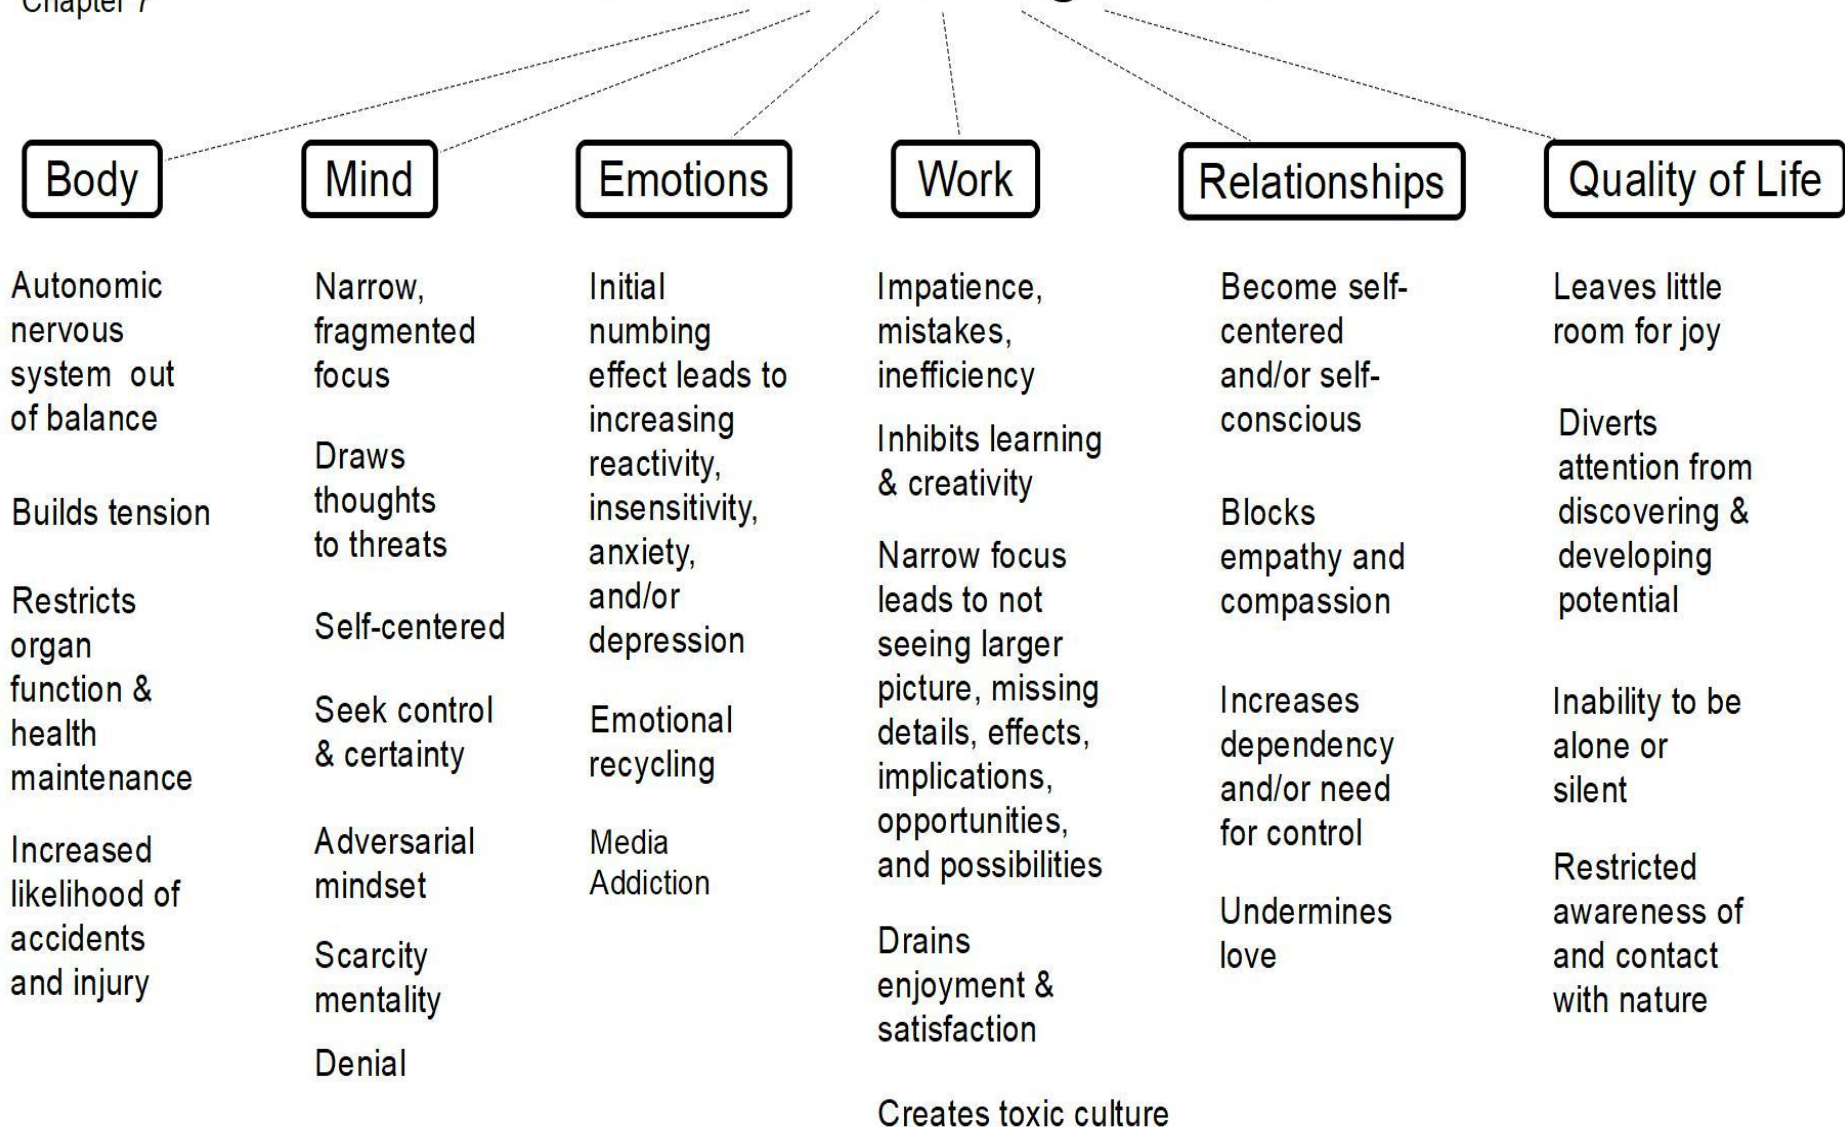 Chapter 7
Body
Mind
Emotions
Work
Relationships
Quality of Life
Autonomic
nervous
system out
of balance
Builds tension
Restricts
organ
function &
health
maintenance
Increased
likelihood of
accidents
and injury
Narrow,
fragmented
focus
Draws
thoughts
to threats
Self-centered
Seek control
& certainty
Adversarial
mindset
Scarcity
mentality
Denial
Initial
numbing
effect leads to
increasing
reactivity,
insensitivity,
anxiety,
and/or
depression
Emotional
recycling
Media
Addiction
Impatience,
mistakes,
inefficiency
Inhibits learning
& creativity
Narrow focus
leads to not
seeing larger
picture, missing
details, effects,
implications,
opportunities,
and possibilities
Drains
enjoyment &
satisfaction
Creates toxic culture
Become self-
centered
and/or self-
conscious
Blocks
empathy and
compassion
Increases
dependency
and/or need
for control
Undermines
love
Leaves little
room for joy
Diverts
attention from
discovering &
developing
potential
Inability to be
alone or
silent
Restricted
awareness of
and contact
with nature